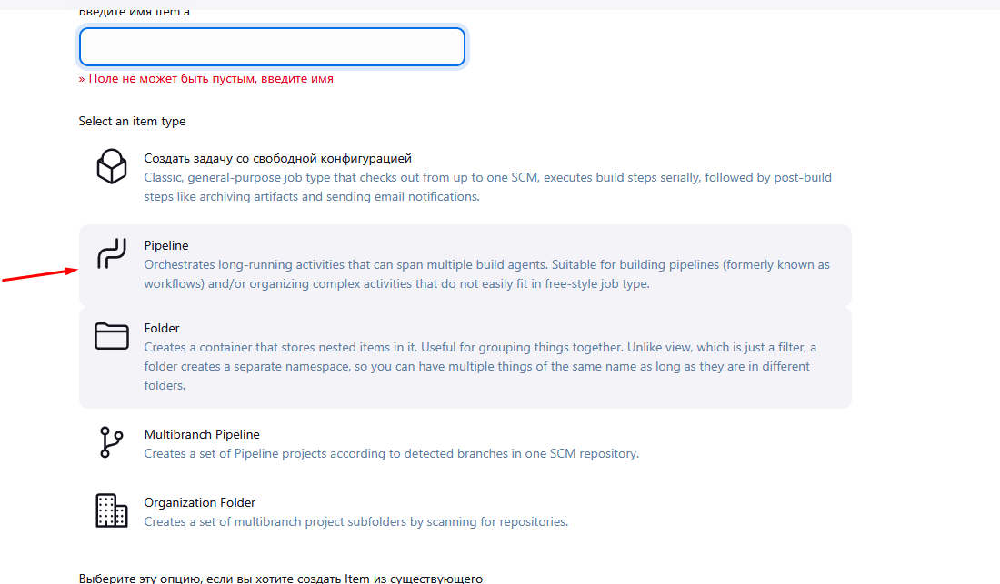 Введите имя Item'а
» Поле не может быть пустым, введите имя
Select an item type
Создать задачу со свободной конфигурацией
Classic, general-purpose job type that checks out from up to one SCM, executes build steps serially, followed by post-build
steps like archiving artifacts and sending email notifications.
Pipeline
Orchestrates long-running activities that can span multiple build agents. Suitable for building pipelines (formerly known as
workflows) and/or organizing complex activities that do not easily fit in free-style job type.
Folder
Creates a container that stores nested items in it. Useful for grouping things together. Unlike view, which is just a filter, a
folder creates a separate namespace, so you can have multiple things of the same name as long as they are in different
folders.
Multibranch Pipeline
Creates a set of Pipeline projects according to detected branches in one SCM repository.
Organization Folder
Creates a set of multibranch project subfolders by scanning for repositories.
Выберите эту опцию, если вы хотите создать Item из существующего